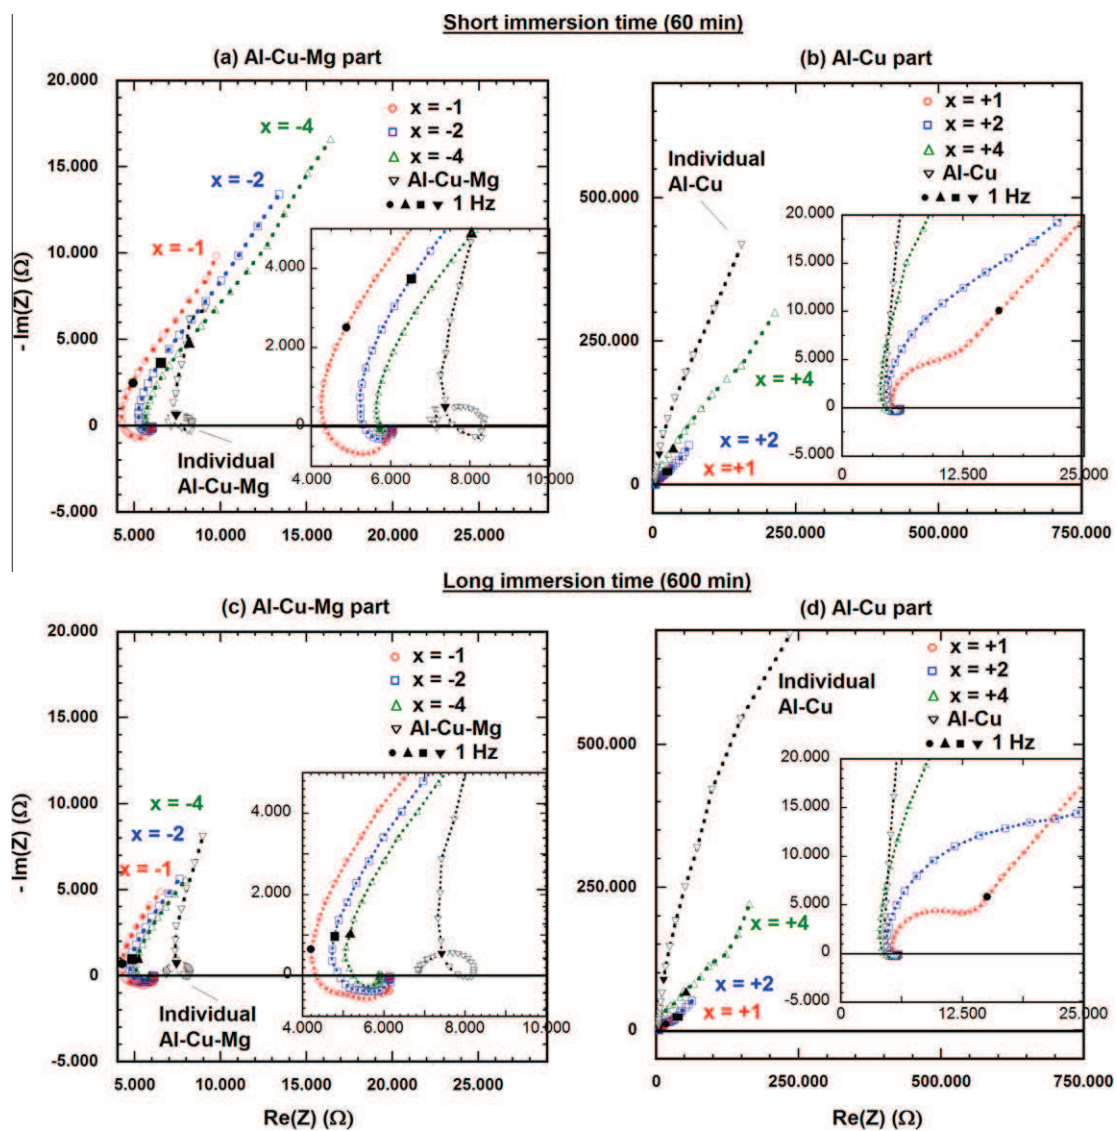 Short immersion time (60 min)
(a) Al-Cu-Mg part
20.000
15.000
10.000
5.000
0
-5.000
- Im(Z) (Ω)
x = -1
x = -2
x = -4
Al-Cu-Mg
1 Hz
x = -4
x = -2
x = -1
Individual
Al-Cu-Mg
4.000
2.000
0
4.000 6.000 8.000 10.000
5.000 10.000 15.000 20.000 25.000
(b) Al-Cu part
500.000
250.000
0
x = +1
x = +2
x = +4
Al-Cu
1 Hz
Individual
Al-Cu
x = +4
x = +2
x =+1
20.000
15.000
10.000
5.000
0
-5.000
0 12.500 25.000
0 250.000 500.000 750.000
Long immersion time (600 min)
(c) Al-Cu-Mg part
20.000
15.000
10.000
5.000
0
-5.000
- Im(Z) (Ω)
x = -1
x = -2
x = -4
Al-Cu-Mg
1 Hz
x = -4
x = -2
x = -1
Individual
Al-Cu-Mg
4.000
2.000
0
4.000 6.000 8.000 10.000
5.000 10.000 15.000 20.000 25.000
Re(Z) (Ω)
(d) Al-Cu part
500.000
250.000
0
x = +1
x = +2
x = +4
Al-Cu
1 Hz
Individual
Al-Cu
x = +4
x = +2
x = +1
20.000
15.000
10.000
5.000
0
-5.000
0 12.500 25.000
0 250.000 500.000 750.000
Re(Z) (Ω)